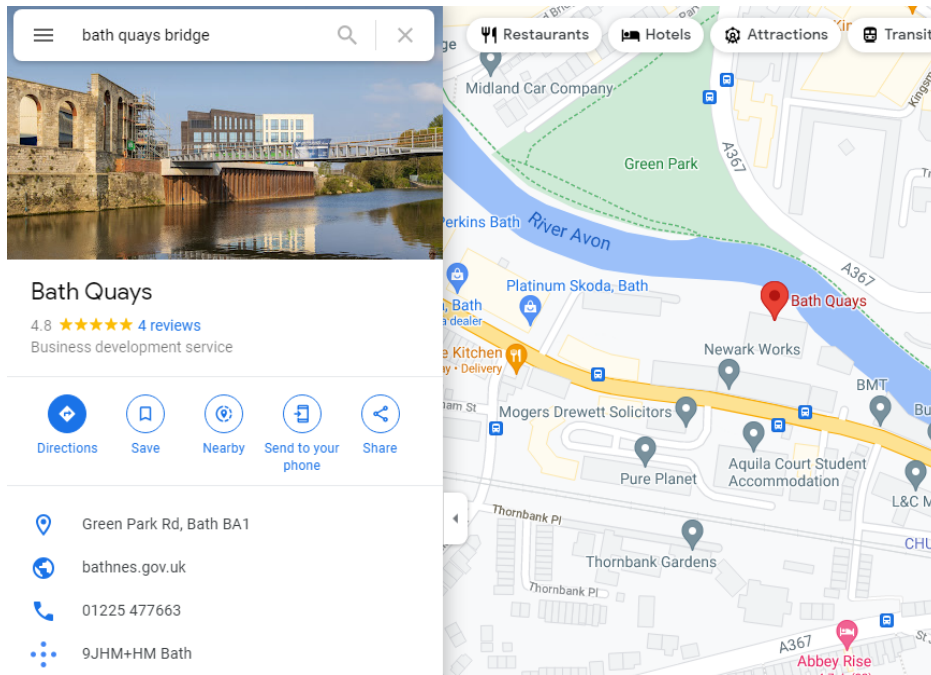 bath quays bridge
Bath Quays
4.8
4 reviews
Business development service
Directions
Save
Nearby
Send to your
phone
Share
Green Park Rd, Bath BA1
bathnes.gov.uk
01225 477663
9JHM+HM Bath
Restaurants
Hotels
Attractions
Transit
Midland Car Company
Green Park
A367
River Avon
Perkins Bath
A367
Platinum Skoda, Bath
Bath Quays
Bath
a dealer
Kitchen
Delivery
Newark Works
BMT
Mogers Drewett Solicitors
Pure Planet
Aquila Court Student
Accommodation
L&C M
Thornbank Pl
Thornbank Gardens
CHU
Thornbank Pl
A367
Abbey Rise